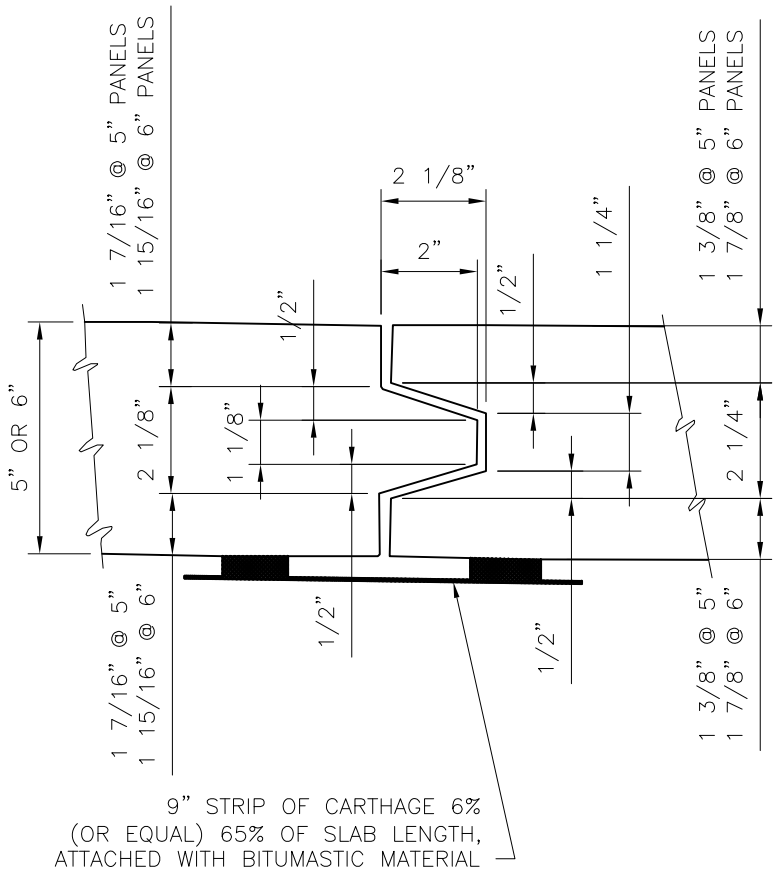 1 7/16” @ 5” PANELS
1 15/16” @ 6” PANELS
1 3/8” @ 5” PANELS
1 7/8” @ 6” PANELS
2 1/8”
2”
1 1/4”
1/2”
1/2”
5” OR 6”
2 1/8”
1 1/8”
2 1/4”
1 7/16” @ 5”
1 15/16” @ 6”
1/2”
1/2”
1 3/8” @ 5”
1 7/8” @ 6”
9” STRIP OF CARTHAGE 6%
(OR EQUAL) 65% OF SLAB LENGTH,
ATTACHED WITH BITUMASTIC MATERIAL